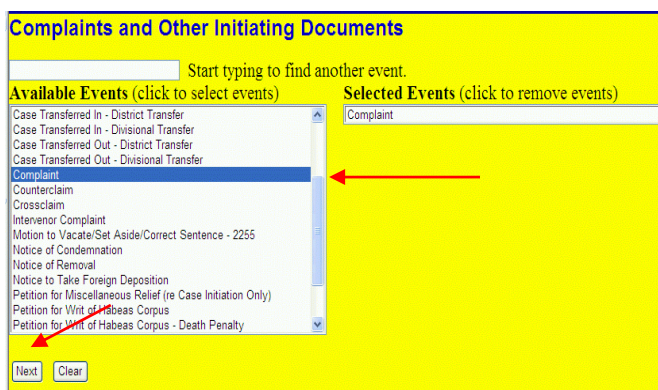 Complaints and Other Initiating Documents
Start typing to find another event.
Available Events (click to select events)
Selected Events (click to remove events)
Case Transferred In - District Transfer
Case Transferred In - Divisional Transfer
Case Transferred Out - District Transfer
Case Transferred Out - Divisional Transfer
Complaint
Counterclaim
Crossclaim
Intervenor Complaint
Motion to Vacate/Set Aside/Correct Sentence - 2255
Notice of Condemnation
Notice of Removal
Notice to Take Foreign Deposition
Petition for Miscellaneous Relief (re Case Initiation Only)
Petition for Writ of Habeas Corpus
Petition for Writ of Habeas Corpus - Death Penalty
Complaint
Next Clear